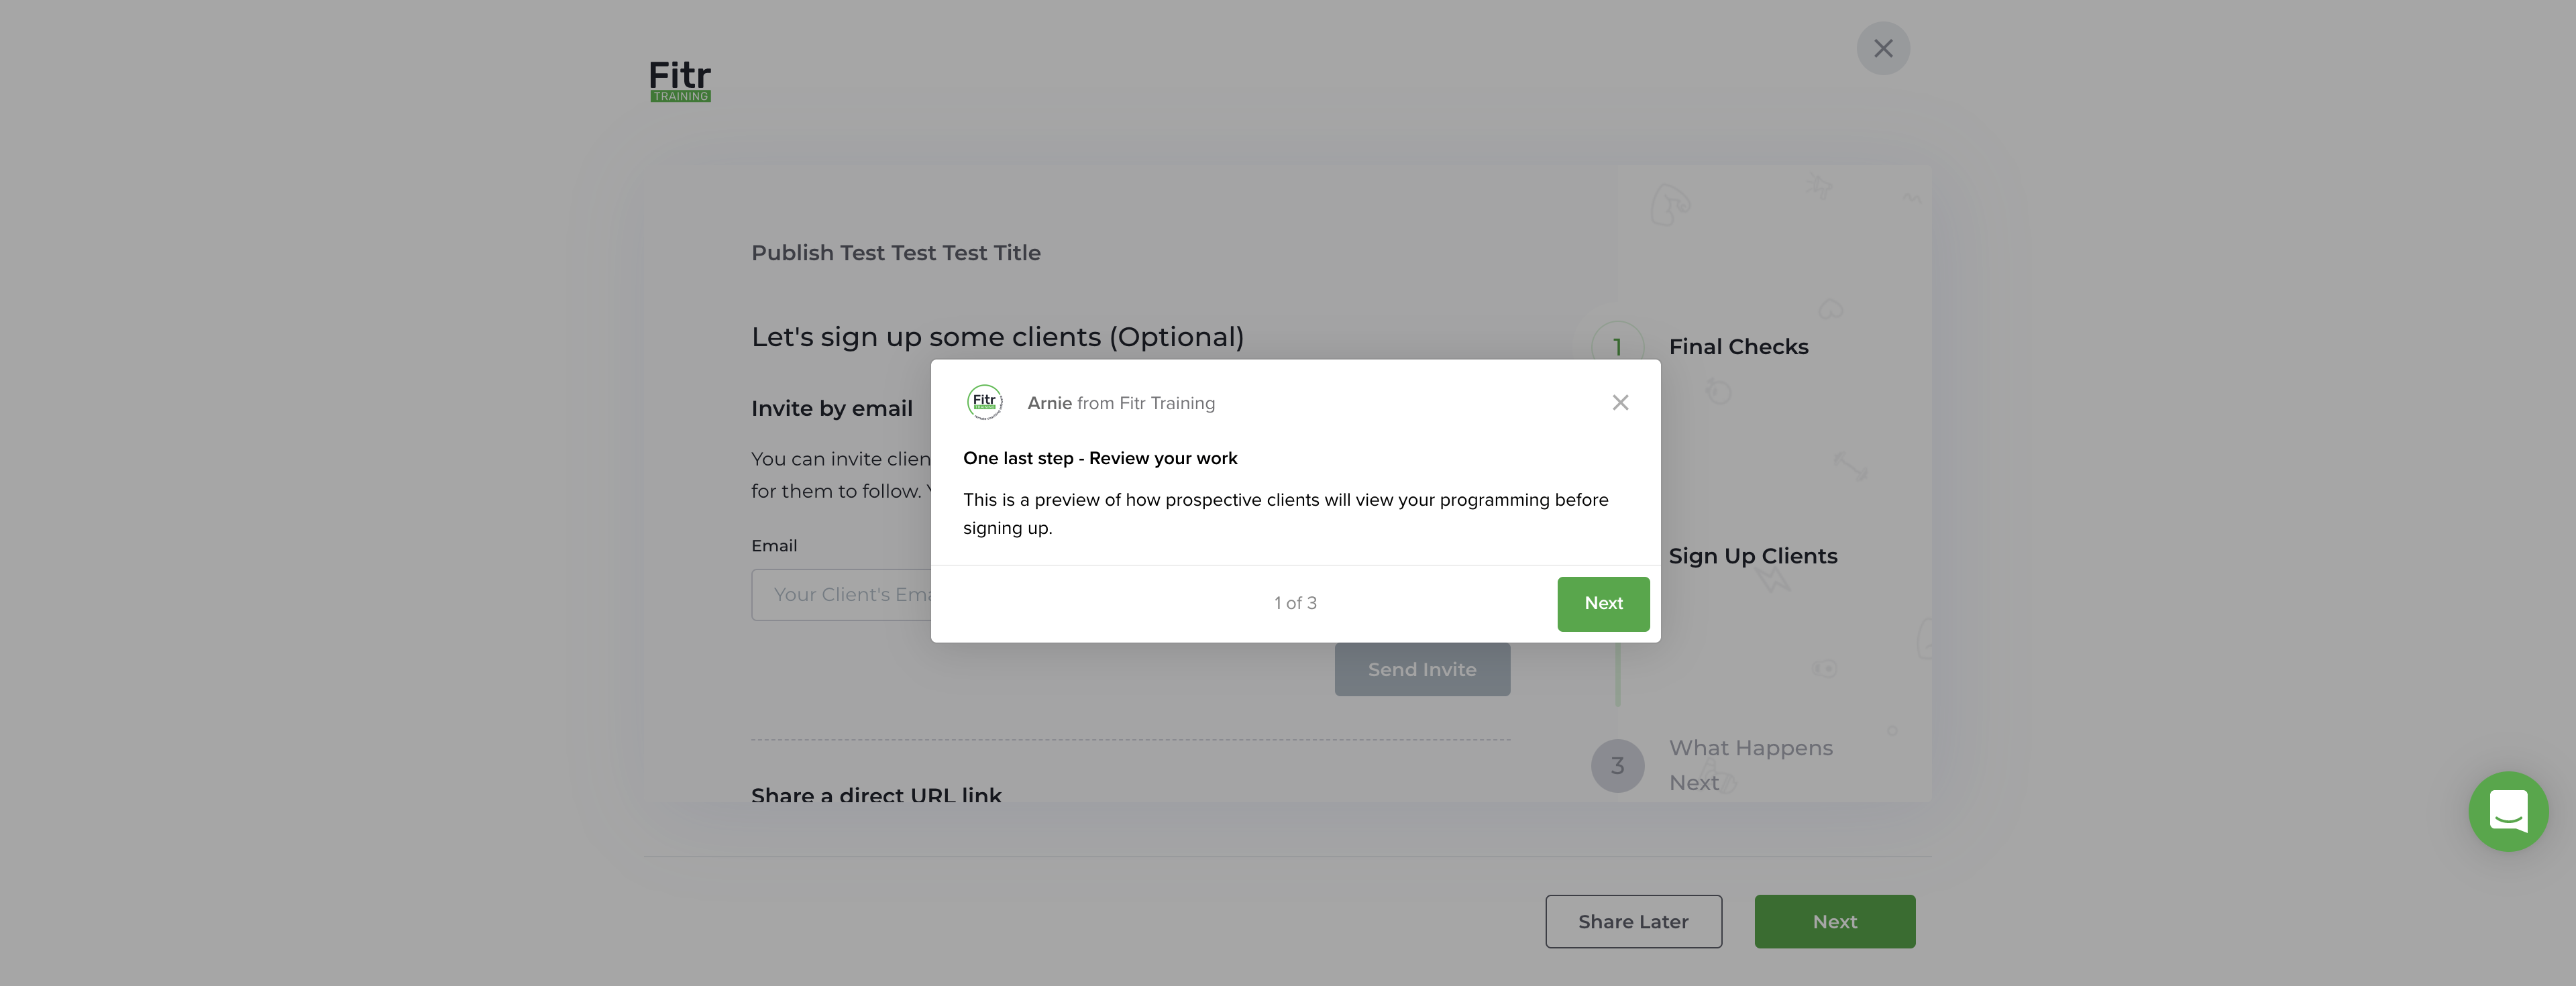 Fitr
TRAINING
Publish Test Test Test Title
Let's sign up some clients (Optional)
Invite by email
You can invite clien
for them to follow.
Email
Your Client's Ema
Send Invite
Share a direct URL link
1
Final Checks
Sign Up Clients
3
What Happens
Next
Fitr
Arnie from Fitr Training
One last step - Review your work
This is a preview of how prospective clients will view your programming before
signing up.
1 of 3
Next
Share Later
Next